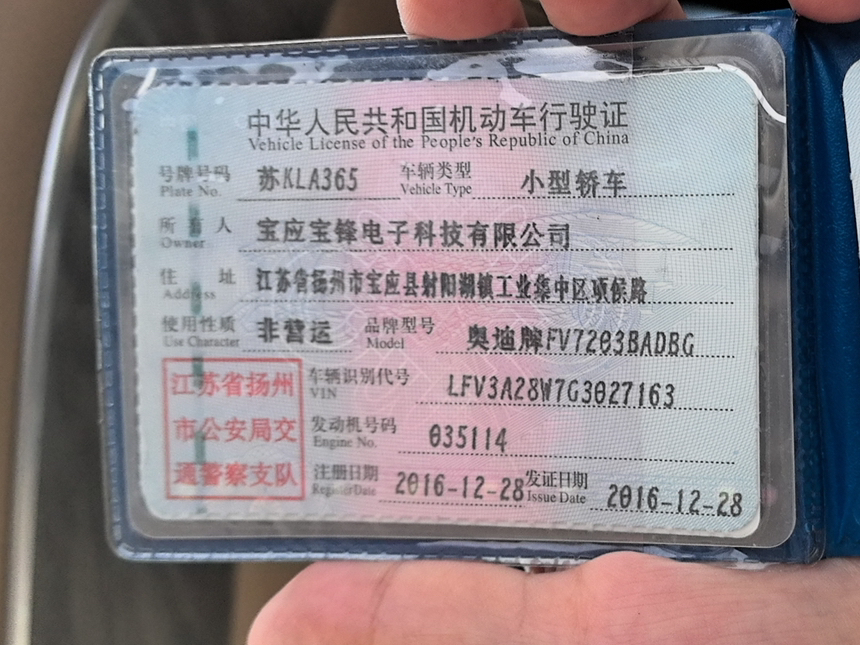 中华人民共和国机动车行驶证
Vehicle License of the People's Republic of China
号牌号码 苏KLA365 车辆类型 小型轿车
Plate No. Vehicle Type
所有人 宝应宝锋电子科技有限公司
Owner
住址 江苏省扬州市宝应县射阳湖镇工业集中区项侯路
Address
使用性质 非营运 品牌型号 奥迪牌FV7203BADBG
Use Character Model
江苏省扬州 车辆识别代号 LFV3A28W7G3027163
VIN
市公安局交 发动机号码 035114
Engine No.
通警察支队 注册日期 2016-12-28 发证日期 2016-12-28
Register Date Issue Date